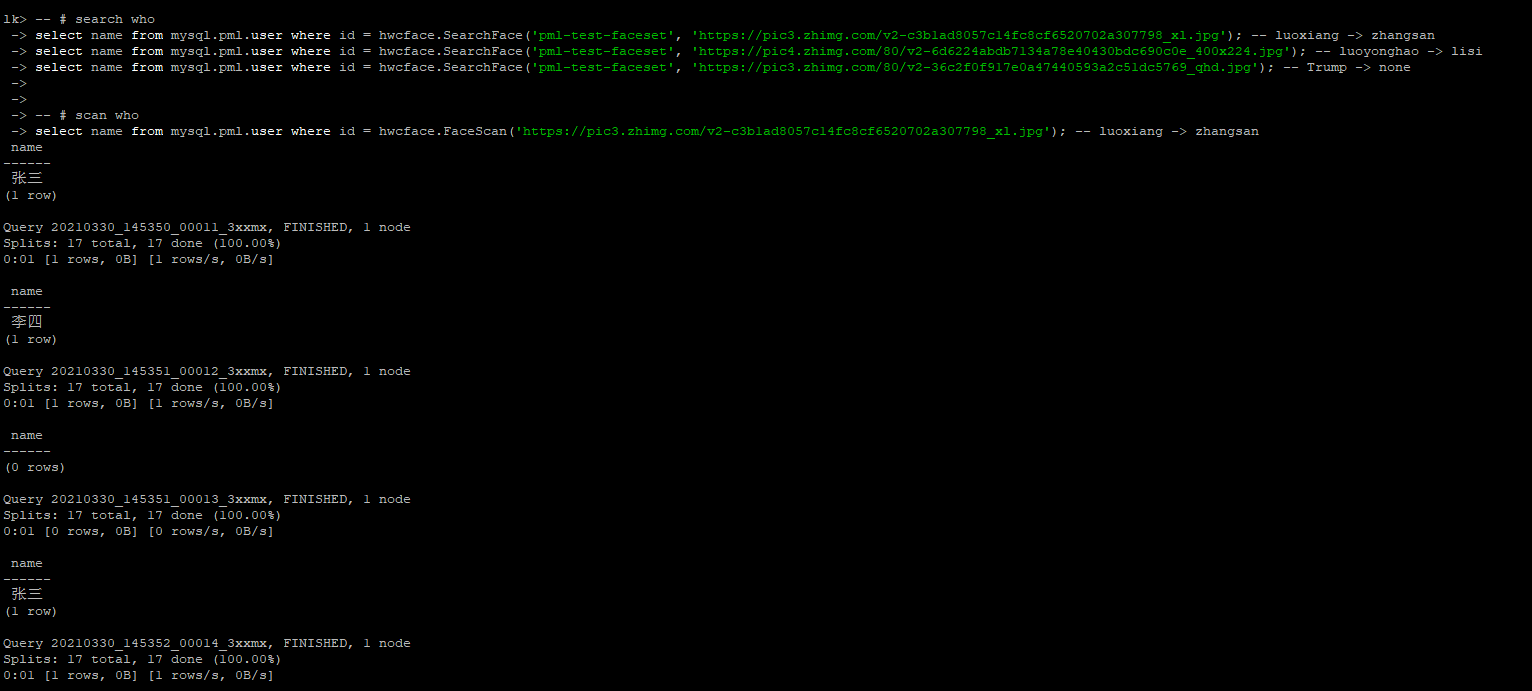 lk> -- # search who
-> select name from mysql.pml.user where id = hwcface.SearchFace('pml-test-faceset', 'https://pic3.zhimg.com/v2-c3b1ad8057c14fc8cf6520702a307798_xl.jpg'); -- luoxiang -> zhangsan
-> select name from mysql.pml.user where id = hwcface.SearchFace('pml-test-faceset', 'https://pic4.zhimg.com/80/v2-6d6224abdb7134a78e40430bdc690c0e_400x224.jpg'); -- luoyonghao -> lisi
-> select name from mysql.pml.user where id = hwcface.SearchFace('pml-test-faceset', 'https://pic3.zhimg.com/80/v2-36c2f0f917e0a47440593a2c51dc5769_qhd.jpg'); -- Trump -> none
->
->
-> -- # scan who
-> select name from mysql.pml.user where id = hwcface.FaceScan('https://pic3.zhimg.com/v2-c3b1ad8057c14fc8cf6520702a307798_xl.jpg'); -- luoxiang -> zhangsan
name
------
张三
(1 row)
Query 20210330_145350_00011_3xxmx, FINISHED, 1 node
Splits: 17 total, 17 done (100.00%)
0:01 [1 rows, 0B] [1 rows/s, 0B/s]
name
------
李四
(1 row)
Query 20210330_145351_00012_3xxmx, FINISHED, 1 node
Splits: 17 total, 17 done (100.00%)
0:01 [1 rows, 0B] [1 rows/s, 0B/s]
name
------
(0 rows)
Query 20210330_145351_00013_3xxmx, FINISHED, 1 node
Splits: 17 total, 17 done (100.00%)
0:01 [0 rows, 0B] [0 rows/s, 0B/s]
name
------
张三
(1 row)
Query 20210330_145352_00014_3xxmx, FINISHED, 1 node
Splits: 17 total, 17 done (100.00%)
0:01 [1 rows, 0B] [1 rows/s, 0B/s]